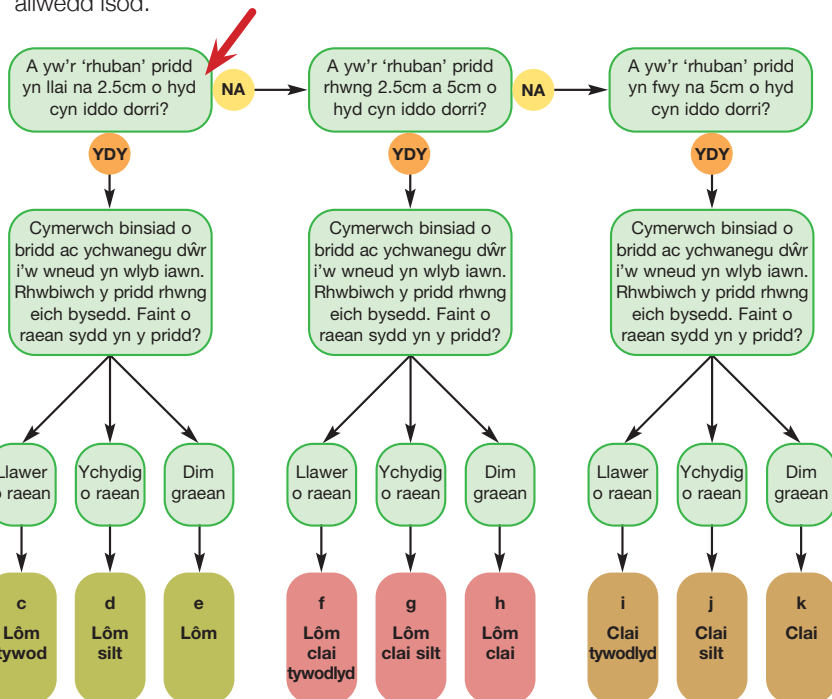 allwedd isod.
A yw'r 'rhuban' pridd
yn llai na 2.5cm o hyd
cyn iddo dorri?
NA
A yw'r 'rhuban' pridd
rhwng 2.5cm a 5cm o
hyd cyn iddo dorri?
NA
A yw'r 'rhuban' pridd
yn fwy na 5cm o hyd
cyn iddo dorri?
YDY
YDY
YDY
Cymerwch binsiad o
bridd ac ychwanegu dŵr
i'w wneud yn wlyb iawn.
Rhwbiwch y pridd rhwng
eich bysedd. Faint o
raean sydd yn y pridd?
Cymerwch binsiad o
bridd ac ychwanegu dŵr
i'w wneud yn wlyb iawn.
Rhwbiwch y pridd rhwng
eich bysedd. Faint o
raean sydd yn y pridd?
Cymerwch binsiad o
bridd ac ychwanegu dŵr
i'w wneud yn wlyb iawn.
Rhwbiwch y pridd rhwng
eich bysedd. Faint o
raean sydd yn y pridd?
Llawer
o raean
Ychydig
o raean
Dim
graean
Llawer
o raean
Ychydig
o raean
Dim
graean
Llawer
o raean
Ychydig
o raean
Dim
graean
c
Lôm
tywod
d
Lôm
silt
e
Lôm
f
Lôm
clai
tywodlyd
g
Lôm
clai silt
h
Lôm
clai
i
Clai
tywodlyd
j
Clai
silt
k
Clai